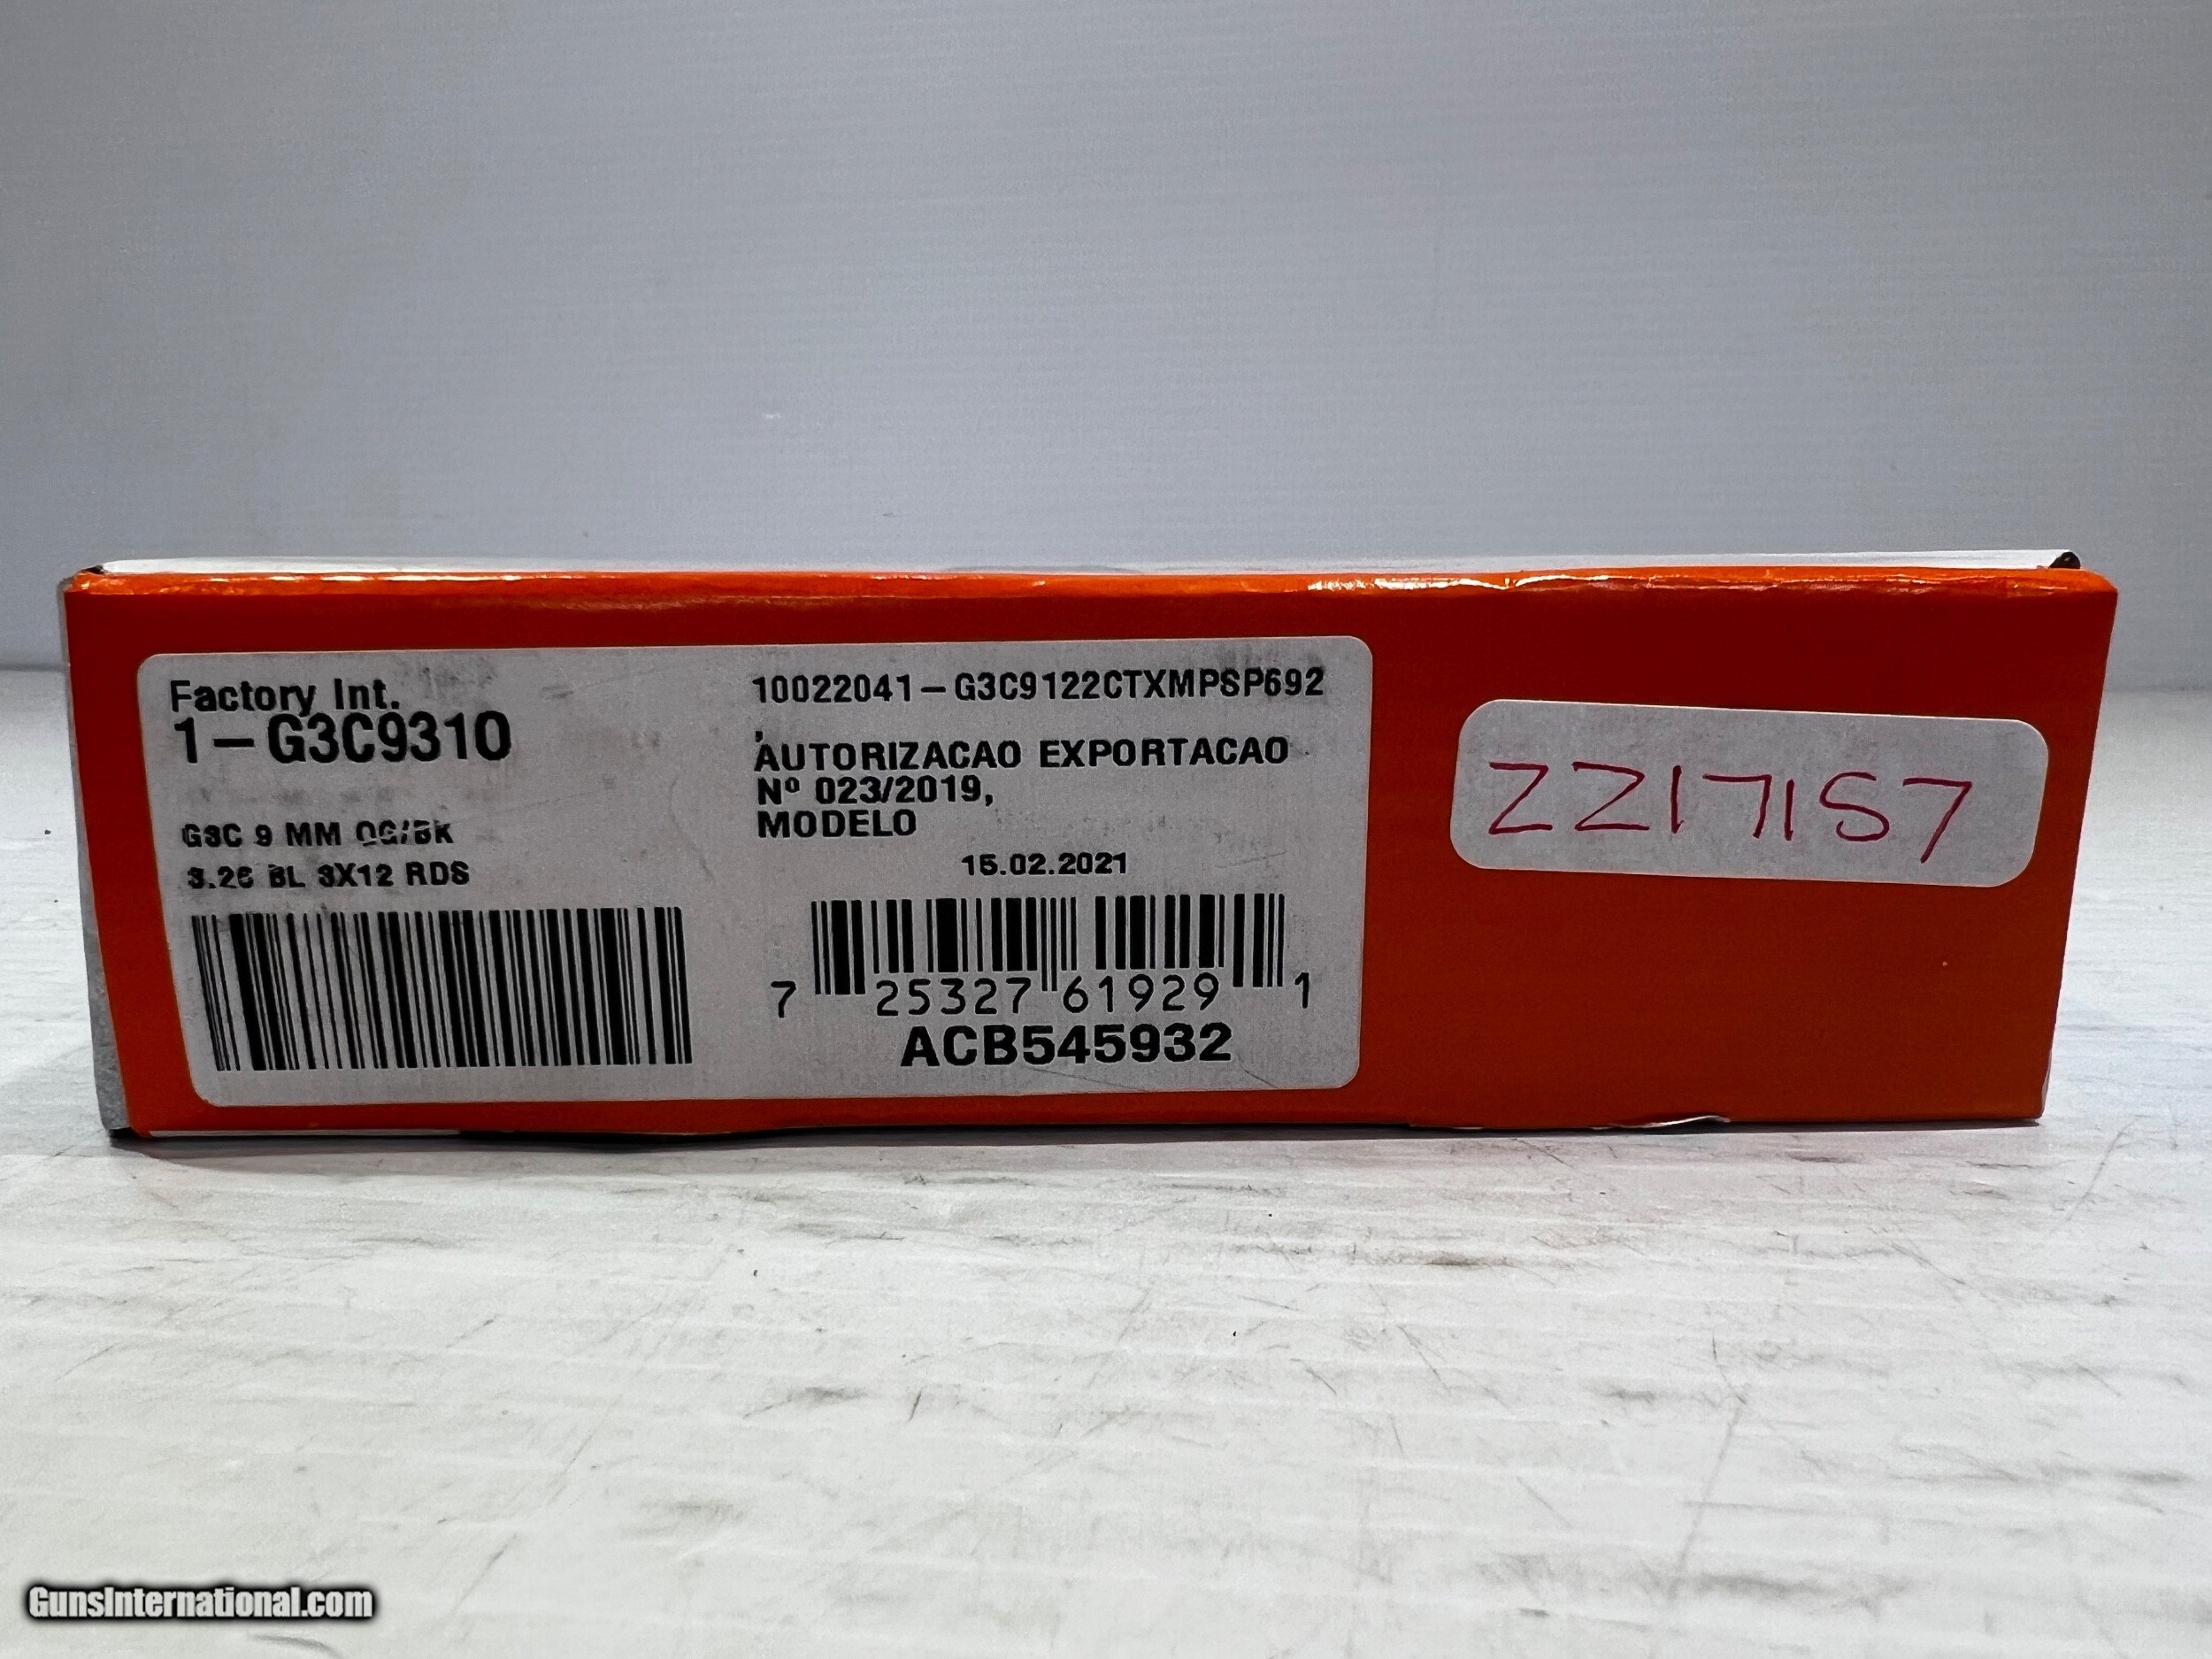 Factory Int.
1-G3C931O
G3C 9 MM OG/BK
3.26 BL 3X12 RDS
10022041-G3C9122CTXMPSP692
,
AUTORIZACAO EXPORTACAO
Nº 023/2019,
MODELO
15.02.2021
7 25327 61929 1
ACB545932
ZZ17157
GunsInternational.com